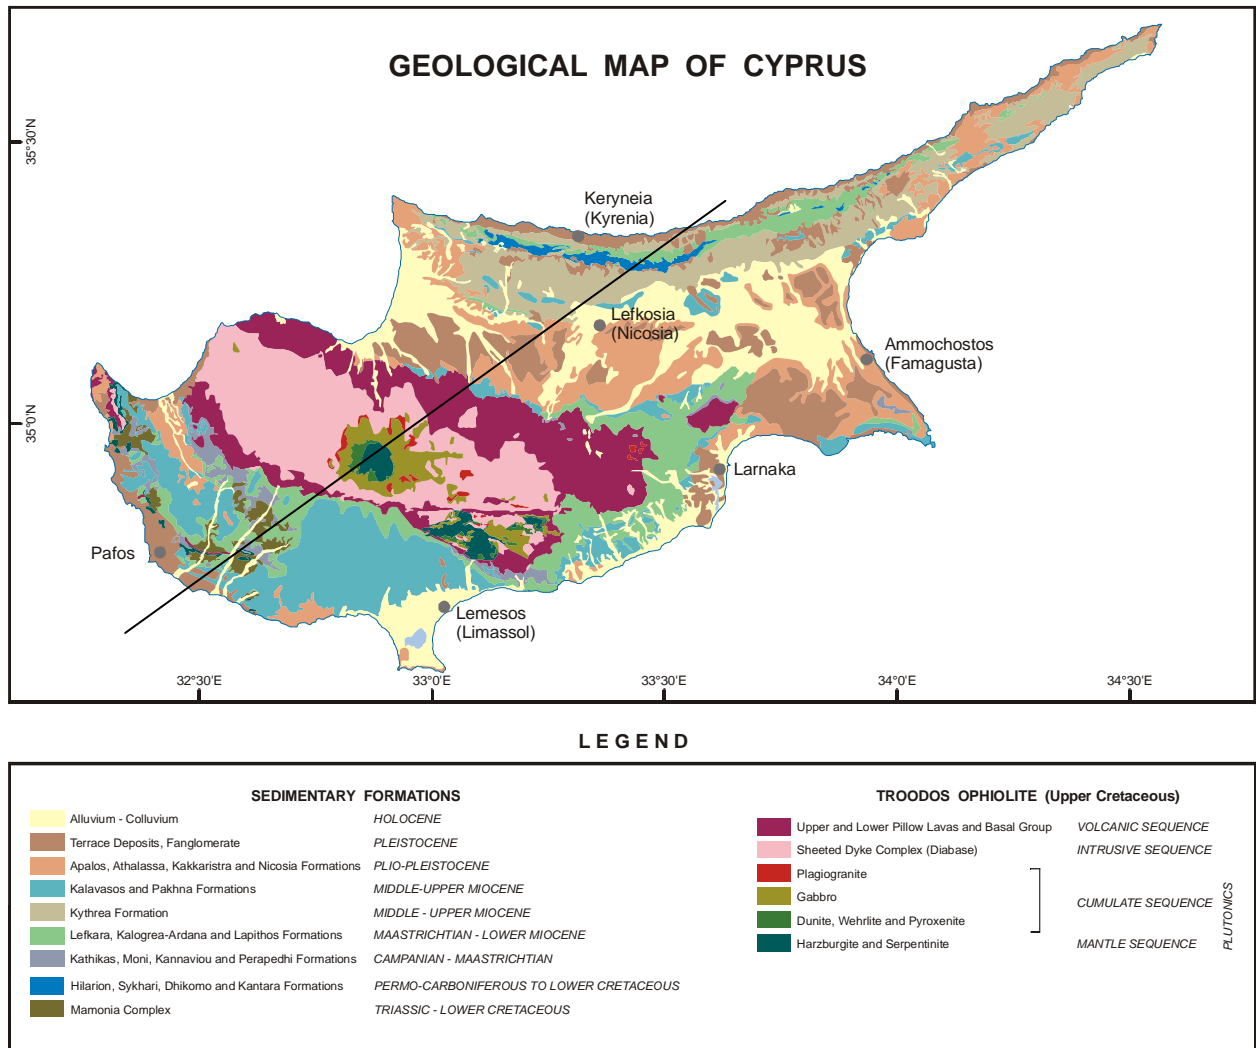 GEOLOGICAL MAP OF CYPRUS
35°30'N
Keryneia
(Kyrenia)
Lefkosia
(Nicosia)
Ammochostos
(Famagusta)
35°0'N
Larnaka
Pafos
Lemesos
(Limassol)
32°30'E
33°0'E
33°30'E
34°0'E
34°30'E
LEGEND
SEDIMENTARY FORMATIONS
Alluvium - Colluvium HOLOCENE
Terrace Deposits, Fanglomerate PLEISTOCENE
Apalos, Athalassa, Kakkaristra and Nicosia Formations PLIO-PLEISTOCENE
Kalavasos and Pakhna Formations MIDDLE-UPPER MIOCENE
Kythrea Formation MIDDLE - UPPER MIOCENE
Lefkara, Kalogrea-Ardana and Lapithos Formations MAASTRICHTIAN - LOWER MIOCENE
Kathikas, Moni, Kannaviou and Perapedhi Formations CAMPANIAN - MAASTRICHTIAN
Hilarion, Sykhari, Dhikomo and Kantara Formations PERMO-CARBONIFEROUS TO LOWER CRETACEOUS
Mamonia Complex TRIASSIC - LOWER CRETACEOUS
TROODOS OPHIOLITE (Upper Cretaceous)
Upper and Lower Pillow Lavas and Basal Group VOLCANIC SEQUENCE
Sheeted Dyke Complex (Diabase) INTRUSIVE SEQUENCE
Plagiogranite
Gabbro
CUMULATE SEQUENCE
Dunite, Wehrlite and Pyroxenite
Harzburgite and Serpentinite MANTLE SEQUENCE
PLUTONICS